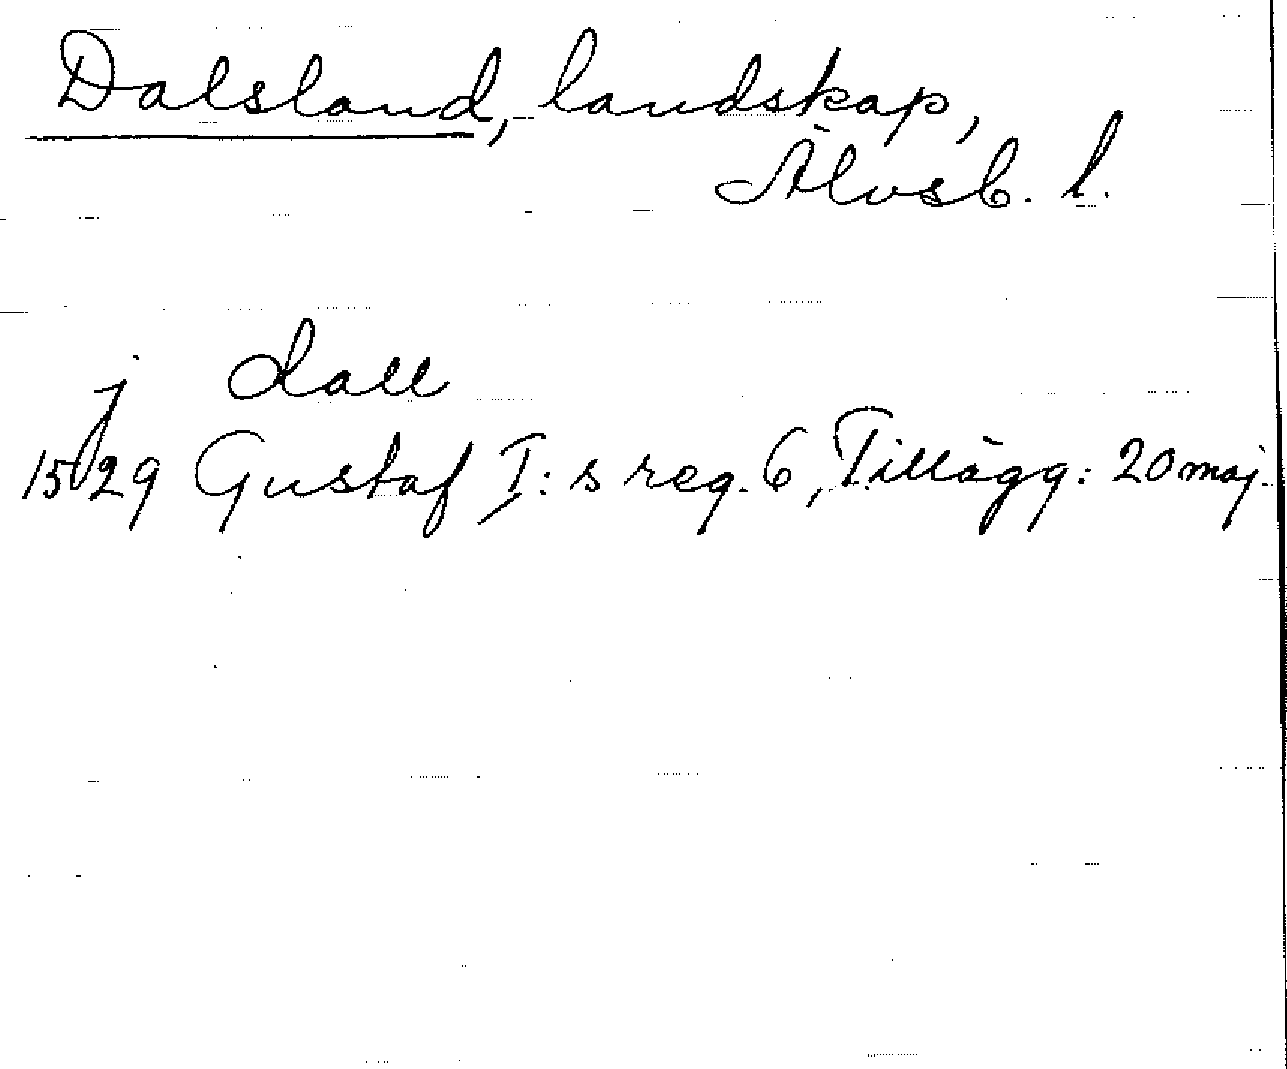 Dalsland, landskap,
Älvsb. l.
j dall
1529 Gustaf I:s reg. 6, Tillägg: 20 maj.